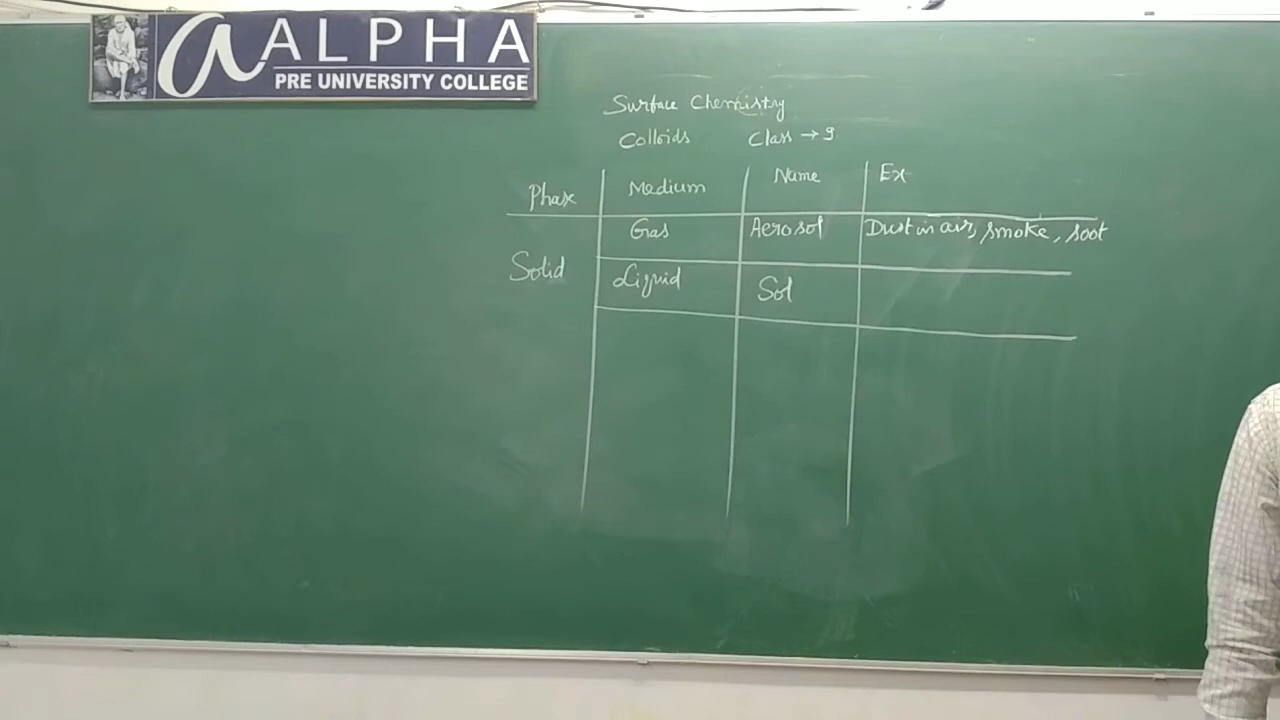 ALPHA
PRE UNIVERSITY COLLEGE
Surface Chemistry
Colloids Class → 9
Phase Medium Name Ex
Gas Aerosol Dust in air, smoke, soot
Solid
Liquid Sol